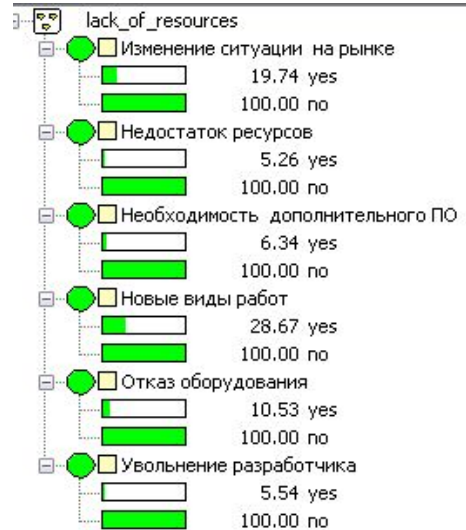 lack_of_resources
Изменение ситуации на рынке
19.74 yes
100.00 no
Недостаток ресурсов
5.26 yes
100.00 no
Необходимость дополнительного ПО
6.34 yes
100.00 no
Новые виды работ
28.67 yes
100.00 no
Отказ оборудования
10.53 yes
100.00 no
Увольнение разработчика
5.54 yes
100.00 no